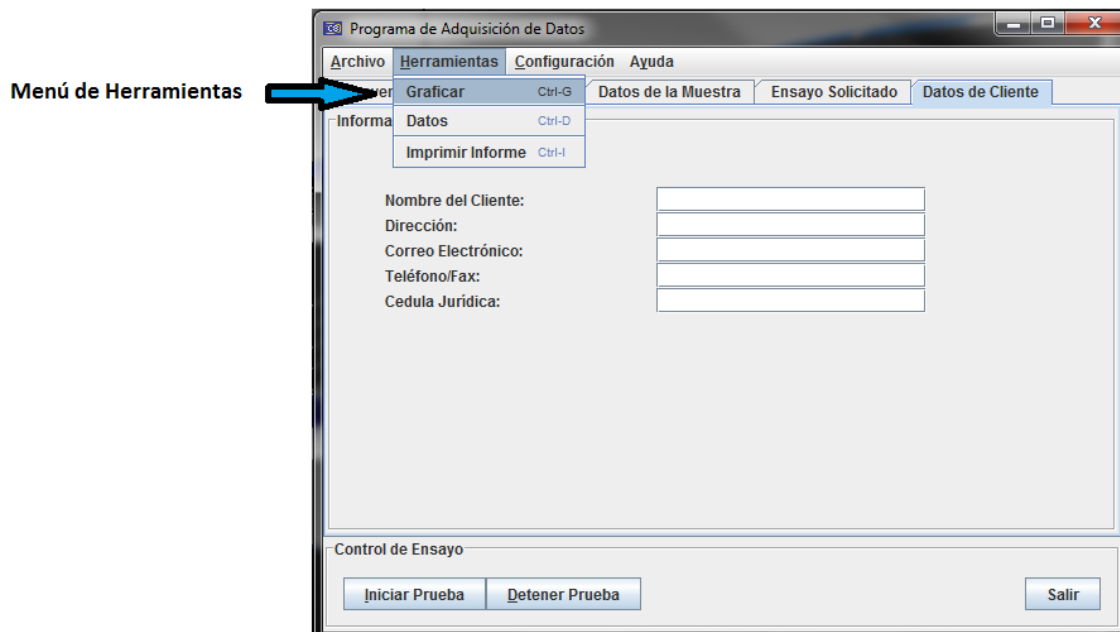 Programa de Adquisición de Datos
Archivo Herramientas Configuración Ayuda
Menú de Herramientas
Graficar Ctrl-G
Datos de la Muestra Ensayo Solicitado Datos de Cliente
Informa
Datos Ctrl-D
Imprimir Informe Ctrl-I
Nombre del Cliente:
Dirección:
Correo Electrónico:
Teléfono/Fax:
Cedula Jurídica:
Control de Ensayo
Iniciar Prueba Detener Prueba Salir